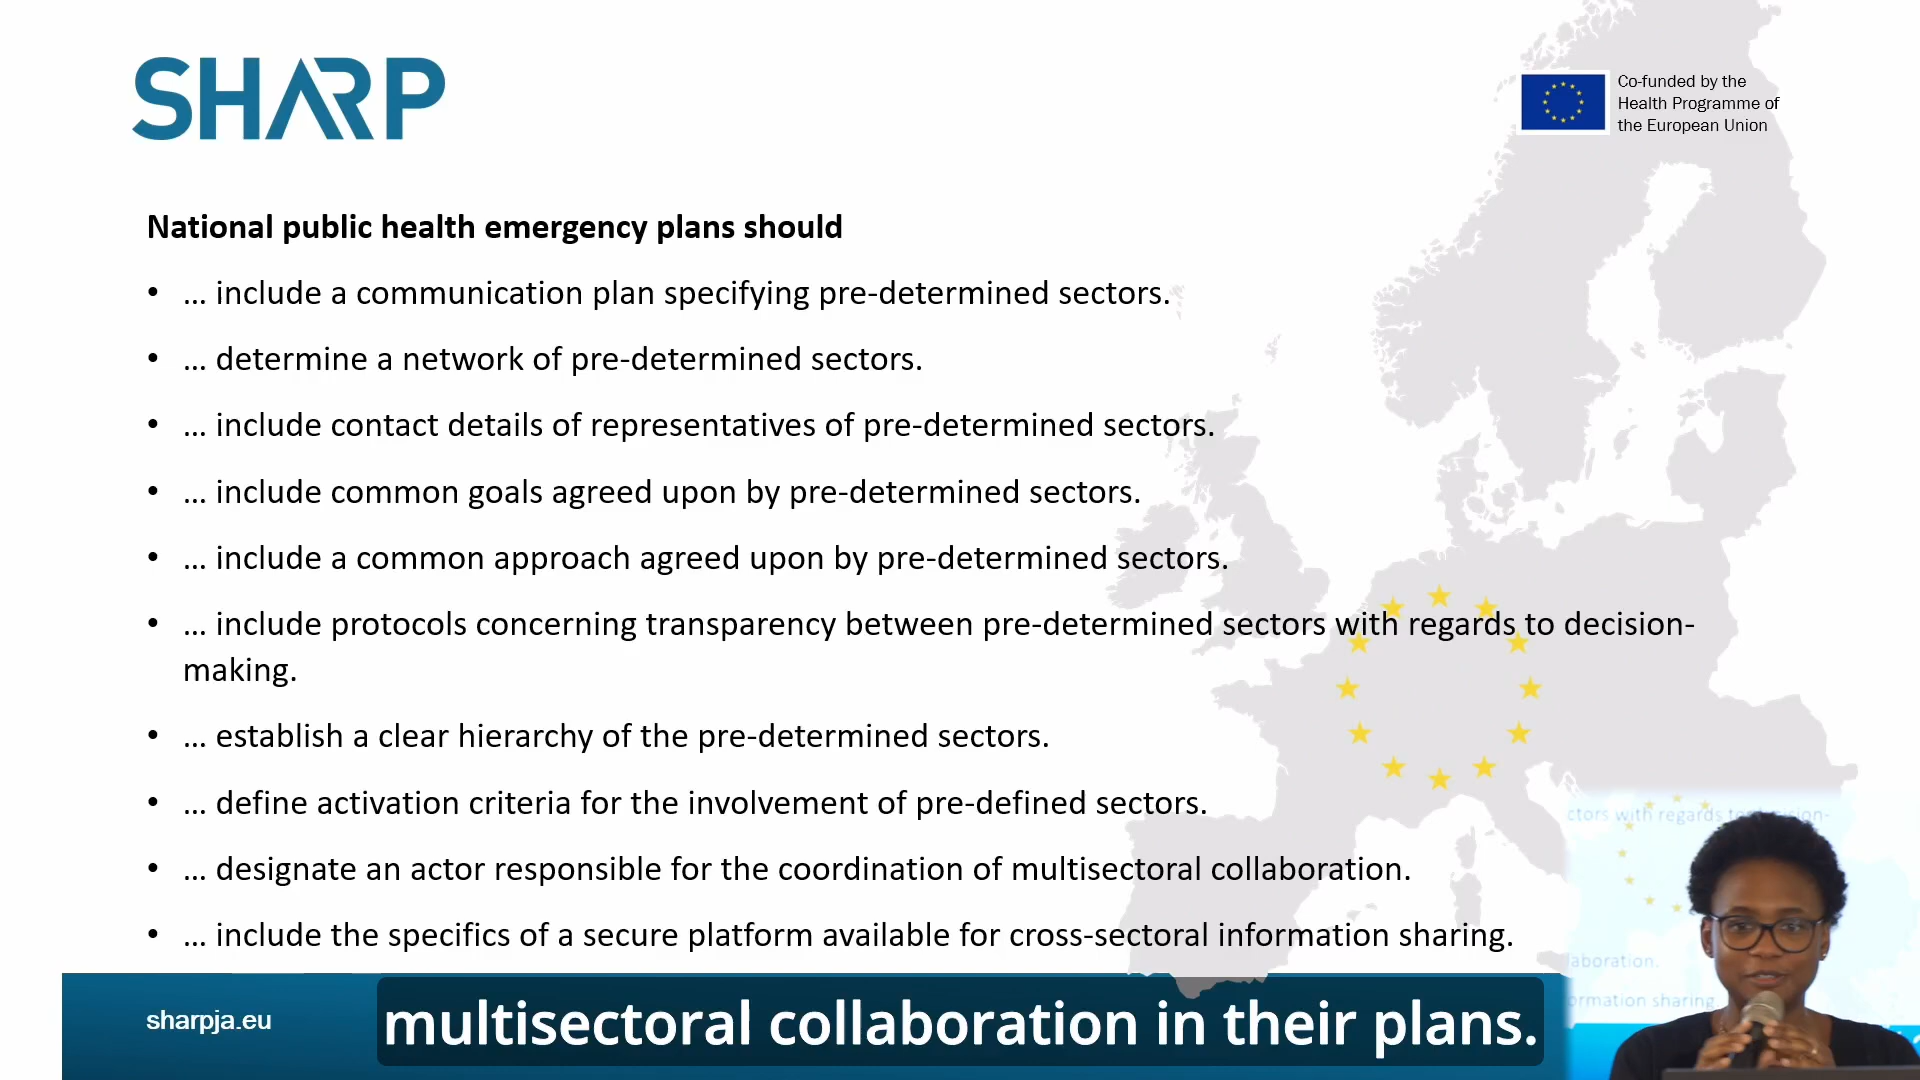 SHARP
Co-funded by the
Health Programme of
the European Union
National public health emergency plans should
• ... include a communication plan specifying pre-determined sectors.
• ... determine a network of pre-determined sectors.
• ... include contact details of representatives of pre-determined sectors.
• ... include common goals agreed upon by pre-determined sectors.
• ... include a common approach agreed upon by pre-determined sectors.
• ... include protocols concerning transparency between pre-determined sectors with regards to decision-
making.
• ... establish a clear hierarchy of the pre-determined sectors.
• ... define activation criteria for the involvement of pre-defined sectors.
• ... designate an actor responsible for the coordination of multisectoral collaboration.
• ... include the specifics of a secure platform available for cross-sectoral information sharing.
sharpja.eu
multisectoral collaboration in their plans.
with regards
sharing.